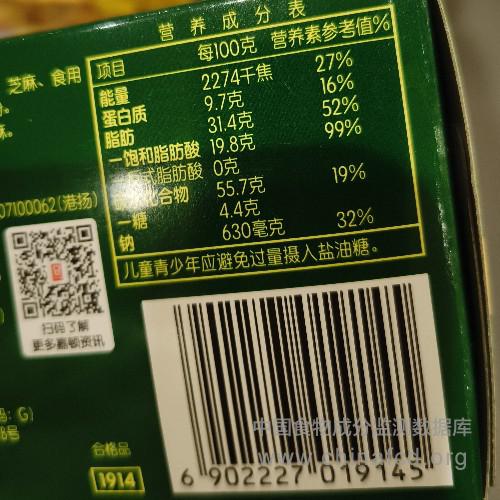 营养成分表
项目 每100克 营养素参考值%
能量 2274千焦 27%
蛋白质 9.7克 16%
脂肪 31.4克 52%
一饱和脂肪酸 19.8克 99%
式脂肪酸 0克
合物 55.7克 19%
一糖 4.4克
钠 630毫克 32%
儿童青少年应避免过量摄入盐油糖。
芝麻、食用
07100062(港扬)
扫码了解
更多嘉顿资讯
: G)
8号
合格品
1914
6 902227 019145
中国食物成分监测数据库
www.chinafcd.org